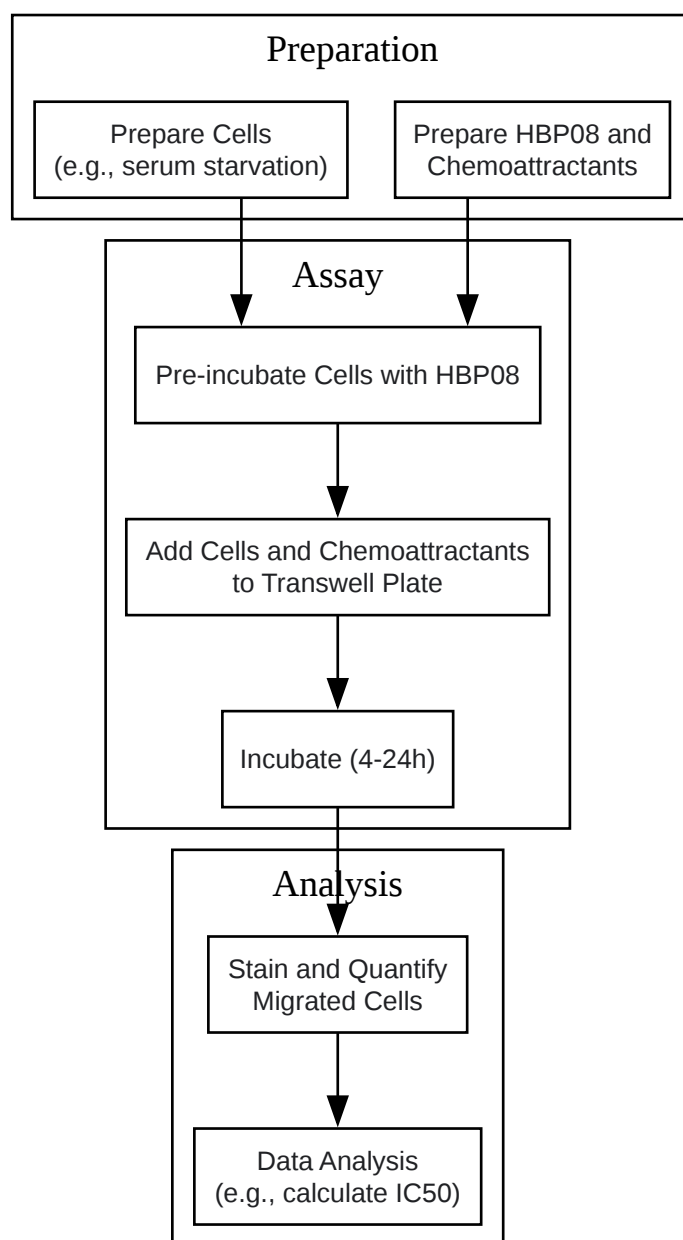 Preparation
Prepare Cells
(e.g., serum starvation)
Prepare HBP08 and
Chemoattractants
Assay
Pre-incubate Cells with HBP08
Add Cells and Chemoattractants
to Transwell Plate
Incubate (4-24h)
Analysis
Stain and Quantify
Migrated Cells
Data Analysis
(e.g., calculate IC50)